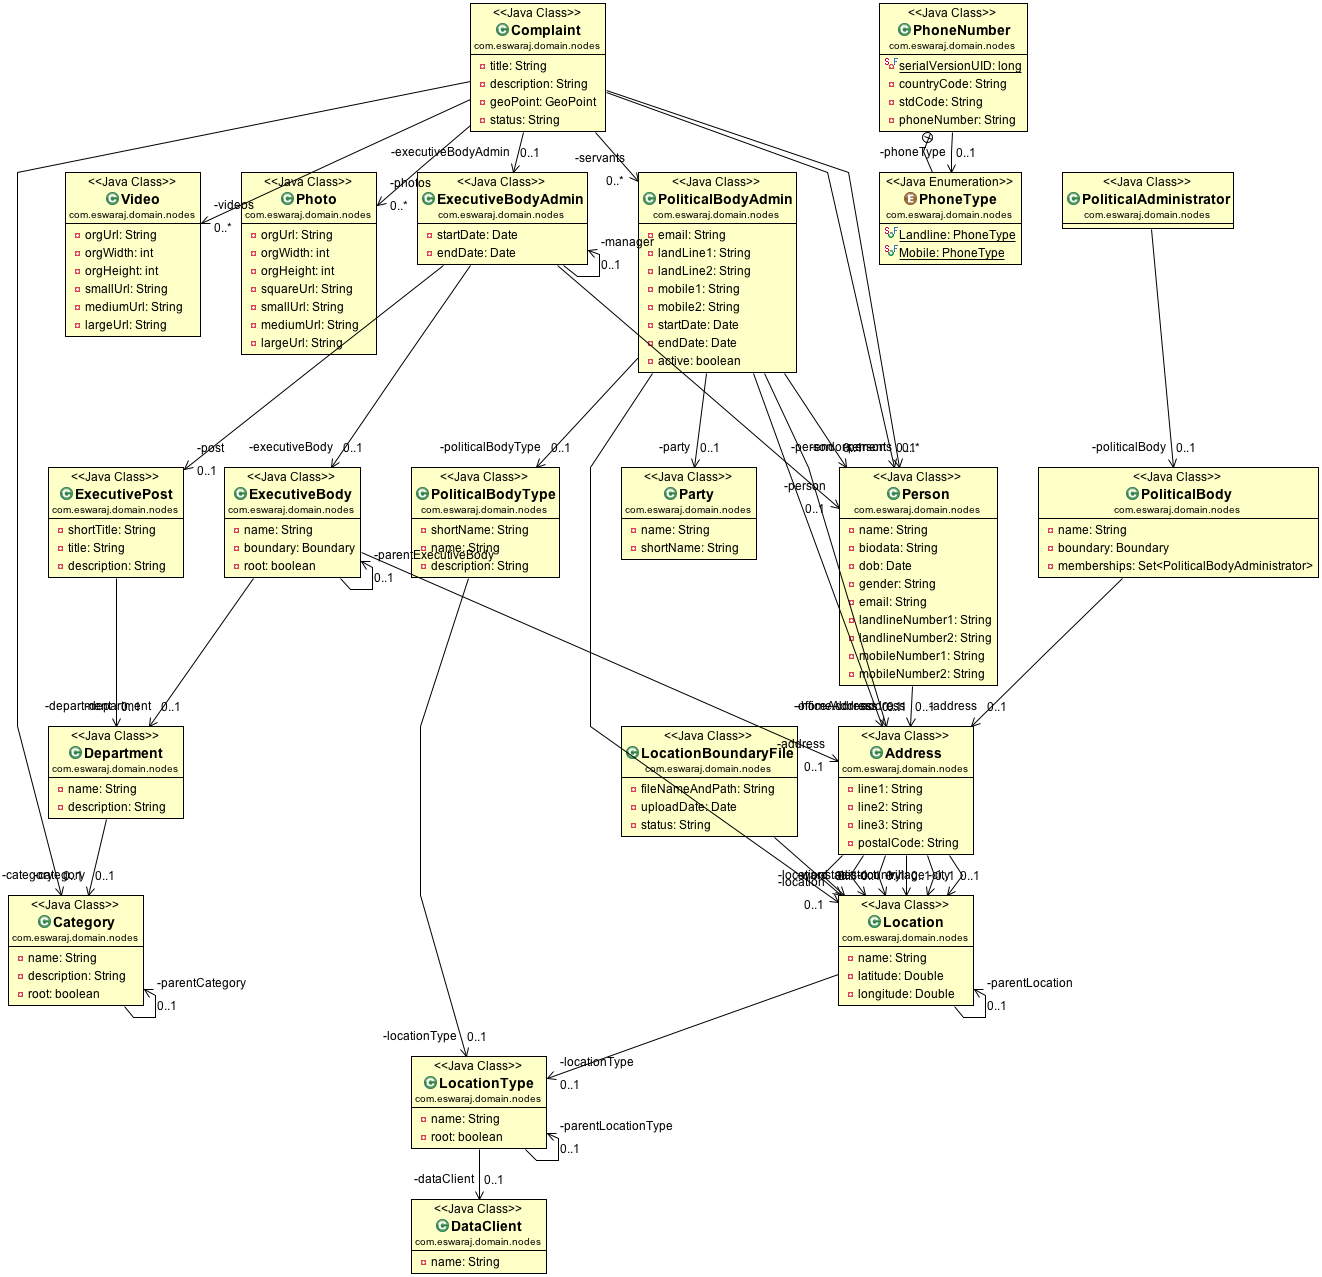 <<Java Class>>
Complaint
com.eswaraj.domain.nodes
title: String
description: String
geoPoint: GeoPoint
status: String
<<Java Class>>
PhoneNumber
com.eswaraj.domain.nodes
serialVersionUID: long
countryCode: String
stdCode: String
phoneNumber: String
-executiveBodyAdmin
0..1
-servants
0..*
-phoneType
0..1
-photos
0..*
-videos
0..*
<<Java Class>>
Video
com.eswaraj.domain.nodes
orgUrl: String
orgWidth: int
orgHeight: int
smallUrl: String
mediumUrl: String
largeUrl: String
<<Java Class>>
Photo
com.eswaraj.domain.nodes
orgUrl: String
orgWidth: int
orgHeight: int
squareUrl: String
smallUrl: String
mediumUrl: String
largeUrl: String
<<Java Class>>
ExecutiveBodyAdmin
com.eswaraj.domain.nodes
startDate: Date
endDate: Date
-manager
0..1
<<Java Class>>
PoliticalBodyAdmin
com.eswaraj.domain.nodes
email: String
landLine1: String
landLine2: String
mobile1: String
mobile2: String
startDate: Date
endDate: Date
active: boolean
<<Java Enumeration>>
PhoneType
com.eswaraj.domain.nodes
Landline: PhoneType
Mobile: PhoneType
<<Java Class>>
PoliticalAdministrator
com.eswaraj.domain.nodes
-post
0..1
-executiveBody
0..1
-politicalBodyType
0..1
-party
0..1
-person
0..1
-politicalBody
0..1
<<Java Class>>
ExecutivePost
com.eswaraj.domain.nodes
shortTitle: String
title: String
description: String
<<Java Class>>
ExecutiveBody
com.eswaraj.domain.nodes
name: String
boundary: Boundary
root: boolean
-parentExecutiveBody
0..1
<<Java Class>>
PoliticalBodyType
com.eswaraj.domain.nodes
shortName: String
name: String
description: String
<<Java Class>>
Party
com.eswaraj.domain.nodes
name: String
shortName: String
<<Java Class>>
Person
com.eswaraj.domain.nodes
name: String
biodata: String
dob: Date
gender: String
email: String
landlineNumber1: String
landlineNumber2: String
mobileNumber1: String
mobileNumber2: String
<<Java Class>>
PoliticalBody
com.eswaraj.domain.nodes
name: String
boundary: Boundary
memberships: Set<PoliticalBodyAdministrator>
-department
0..1
-department
0..1
-address
0..1
-address
0..1
<<Java Class>>
Department
com.eswaraj.domain.nodes
name: String
description: String
<<Java Class>>
LocationBoundaryFile
com.eswaraj.domain.nodes
fileNameAndPath: String
uploadDate: Date
status: String
<<Java Class>>
Address
com.eswaraj.domain.nodes
line1: String
line2: String
line3: String
postalCode: String
-category
0..1
-category
0..1
-location
0..1
-city
0..1
<<Java Class>>
Category
com.eswaraj.domain.nodes
name: String
description: String
root: boolean
-parentCategory
0..1
<<Java Class>>
Location
com.eswaraj.domain.nodes
name: String
latitude: Double
longitude: Double
-parentLocation
0..1
-locationType
0..1
-locationType
0..1
<<Java Class>>
LocationType
com.eswaraj.domain.nodes
name: String
root: boolean
-parentLocationType
0..1
-dataClient
0..1
<<Java Class>>
DataClient
com.eswaraj.domain.nodes
name: String